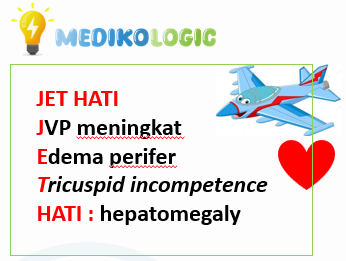 MEDIKOLOGIC
JET HATI
JVP meningkat
Edema perifer
Tricuspid incompetence
HATI : hepatomegaly